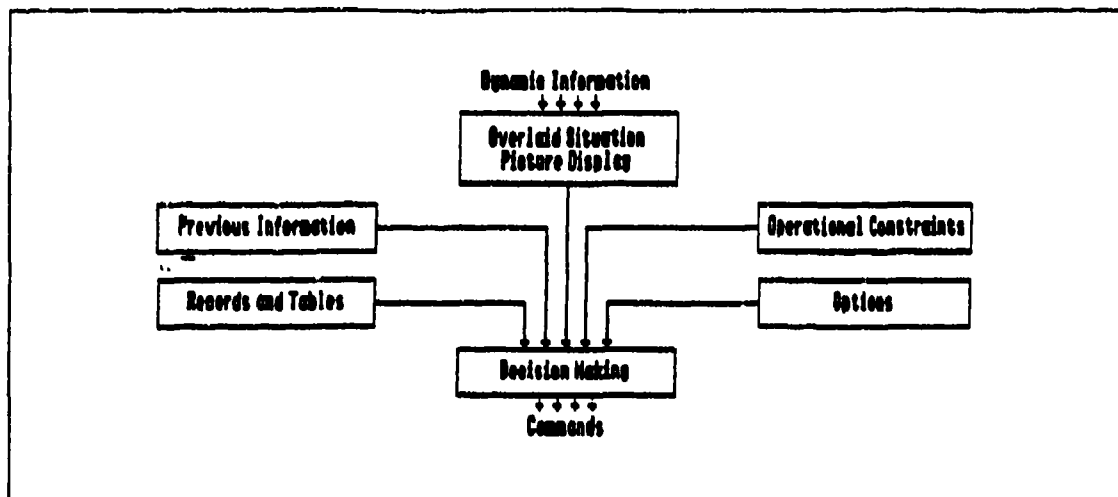 Dynamic Information
Overlaid Situation
Picture Display
Previous Information
Operational Constraints
Records and Tables
Options
Decision Making
Commands